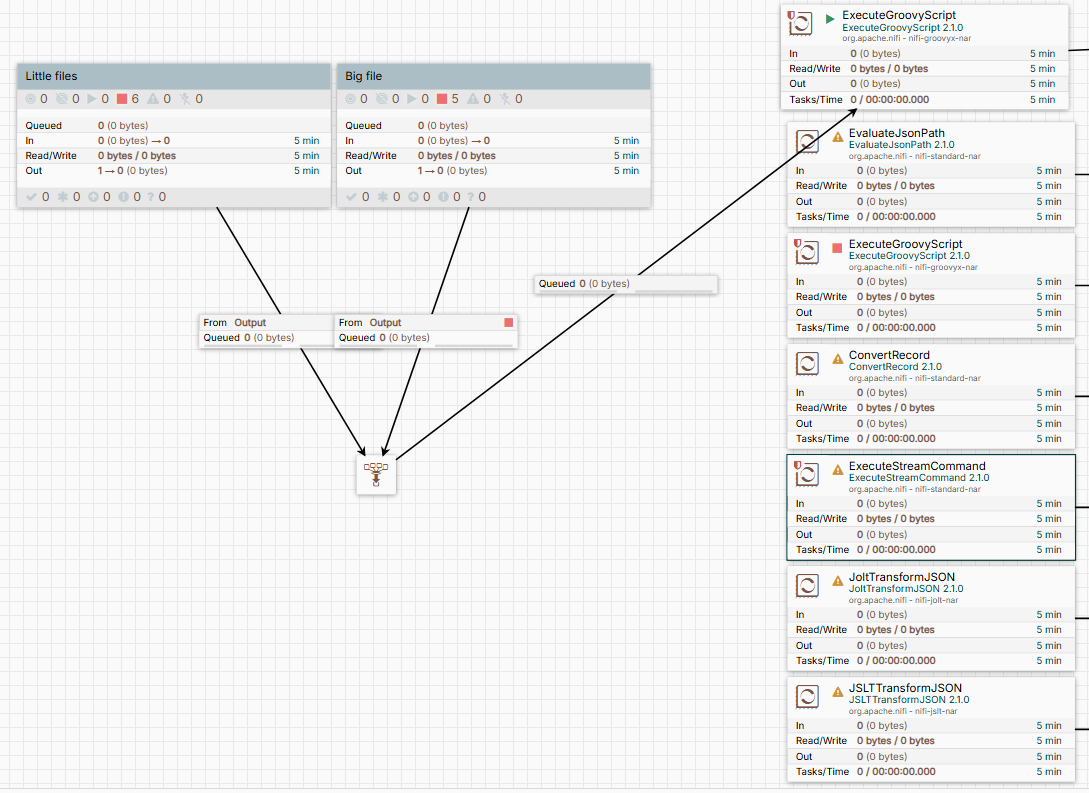 Little files
0 0 0 6 0 0
Queued 0 (0 bytes)
In 0 (0 bytes) → 0 5 min
Read/Write 0 bytes / 0 bytes 5 min
Out 1 → 0 (0 bytes) 5 min
0 0 0 0 ? 0
Big file
0 0 0 5 0 0
Queued 0 (0 bytes)
In 0 (0 bytes) → 0 5 min
Read/Write 0 bytes / 0 bytes 5 min
Out 1 → 0 (0 bytes) 5 min
0 0 0 0 ? 0
Queued 0 (0 bytes)
From Output
Queued 0 (0 bytes)
From Output
Queued 0 (0 bytes)
ExecuteGroovyScript
ExecuteGroovyScript 2.1.0
org.apache.nifi - nifi-groovyx-nar
In 0 (0 bytes) 5 min
Read/Write 0 bytes / 0 bytes 5 min
Out 0 (0 bytes) 5 min
Tasks/Time 0 / 00:00:00.000 5 min
EvaluateJsonPath
EvaluateJsonPath 2.1.0
org.apache.nifi - nifi-standard-nar
In 0 (0 bytes) 5 min
Read/Write 0 bytes / 0 bytes 5 min
Out 0 (0 bytes) 5 min
Tasks/Time 0 / 00:00:00.000 5 min
ExecuteGroovyScript
ExecuteGroovyScript 2.1.0
org.apache.nifi - nifi-groovyx-nar
In 0 (0 bytes) 5 min
Read/Write 0 bytes / 0 bytes 5 min
Out 0 (0 bytes) 5 min
Tasks/Time 0 / 00:00:00.000 5 min
ConvertRecord
ConvertRecord 2.1.0
org.apache.nifi - nifi-standard-nar
In 0 (0 bytes) 5 min
Read/Write 0 bytes / 0 bytes 5 min
Out 0 (0 bytes) 5 min
Tasks/Time 0 / 00:00:00.000 5 min
ExecuteStreamCommand
ExecuteStreamCommand 2.1.0
org.apache.nifi - nifi-standard-nar
In 0 (0 bytes) 5 min
Read/Write 0 bytes / 0 bytes 5 min
Out 0 (0 bytes) 5 min
Tasks/Time 0 / 00:00:00.000 5 min
JoltTransformJSON
JoltTransformJSON 2.1.0
org.apache.nifi - nifi-jolt-nar
In 0 (0 bytes) 5 min
Read/Write 0 bytes / 0 bytes 5 min
Out 0 (0 bytes) 5 min
Tasks/Time 0 / 00:00:00.000 5 min
JSLTTransformJSON
JSLTTransformJSON 2.1.0
org.apache.nifi - nifi-jslt-nar
In 0 (0 bytes) 5 min
Read/Write 0 bytes / 0 bytes 5 min
Out 0 (0 bytes) 5 min
Tasks/Time 0 / 00:00:00.000 5 min